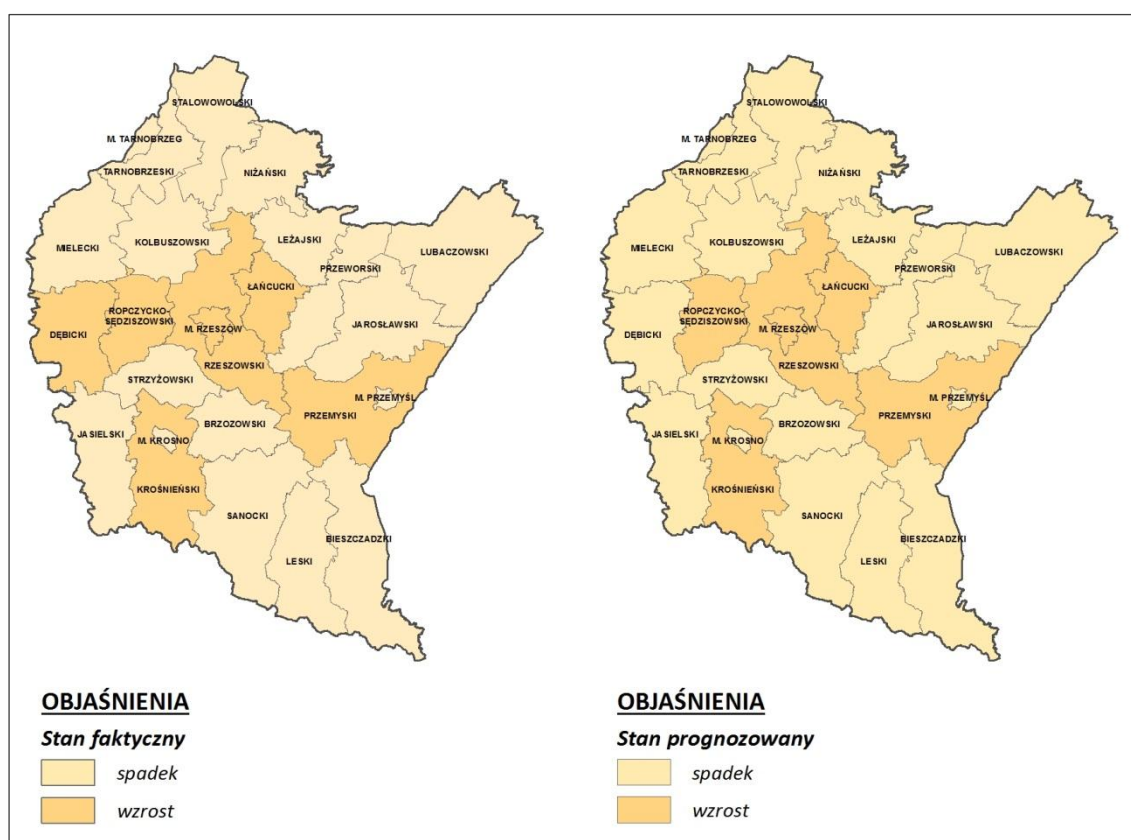 STALOWOWOLSKI
M. TARNOBRZEG
TARNOBRZESKI
NIŻAŃSKI
MIELECKI
KOLBUSZOWSKI
LEŻAJSKI
LUBACZOWSKI
PRZEWORSKI
ŁAŃCUCKI
ROPCZYCKO-
SĘDZISZOWSKI
M. RZESZÓW
JAROSŁAWSKI
DĘBICKI
RZESZOWSKI
STRZYŻOWSKI
M. PRZEMYŚL
PRZEMYSKI
BRZOZOWSKI
JASIELSKI
M. KROSNO
KROŚNIEŃSKI
SANOCKI
BIESZCZADZKI
LESKI
OBJAŚNIENIA
Stan faktyczny
spadek
wzrost
STALOWOWOLSKI
M. TARNOBRZEG
TARNOBRZESKI
NIŻAŃSKI
MIELECKI
KOLBUSZOWSKI
LEŻAJSKI
LUBACZOWSKI
PRZEWORSKI
ŁAŃCUCKI
ROPCZYCKO-
SĘDZISZOWSKI
M. RZESZÓW
JAROSŁAWSKI
DĘBICKI
RZESZOWSKI
STRZYŻOWSKI
M. PRZEMYŚL
PRZEMYSKI
BRZOZOWSKI
JASIELSKI
M. KROSNO
KROŚNIEŃSKI
SANOCKI
BIESZCZADZKI
LESKI
OBJAŚNIENIA
Stan prognozowany
spadek
wzrost